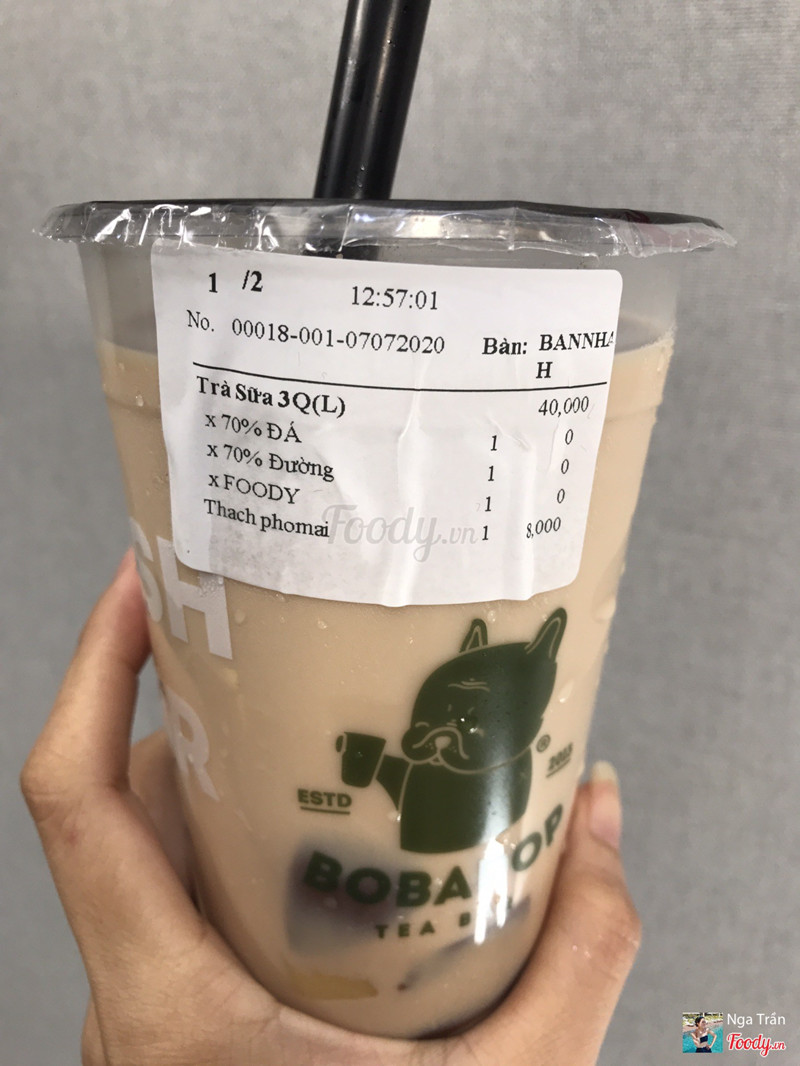 1 /2 12:57:01
No. 00018-001-07072020 Bàn: BANNHA
H
Trà Sữa 3Q(L) 40,000
x 70% ĐÁ 1 0
x 70% Đường 1 0
x FOODY 1 0
Thach phomai 1 8,000
Foody.vn
SH
OR
®
ESTD
BOBAPOP
TEA BAR
Nga Trần
Foody.vn